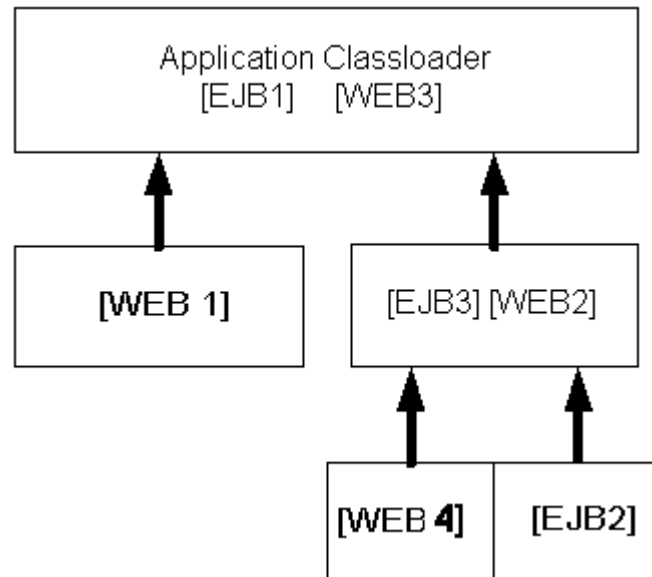 Application Classloader
[EJB1] [WEB3]
[WEB 1]
[EJB3] [WEB2]
[WEB 4]
[EJB2]